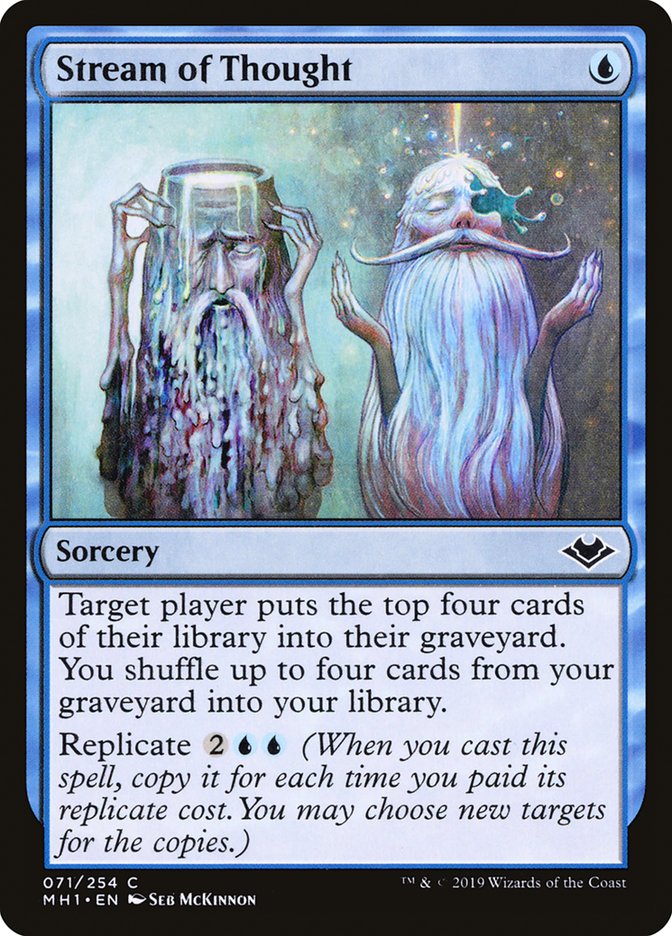 Stream of Thought
Sorcery
Target player puts the top four cards
of their library into their graveyard.
You shuffle up to four cards from your
graveyard into your library.
Replicate 2 (When you cast this
spell, copy it for each time you paid its
replicate cost. You may choose new targets
for the copies.)
071/254 C
MH1 • EN Seb McKinnon
™ & © 2019 Wizards of the Coast